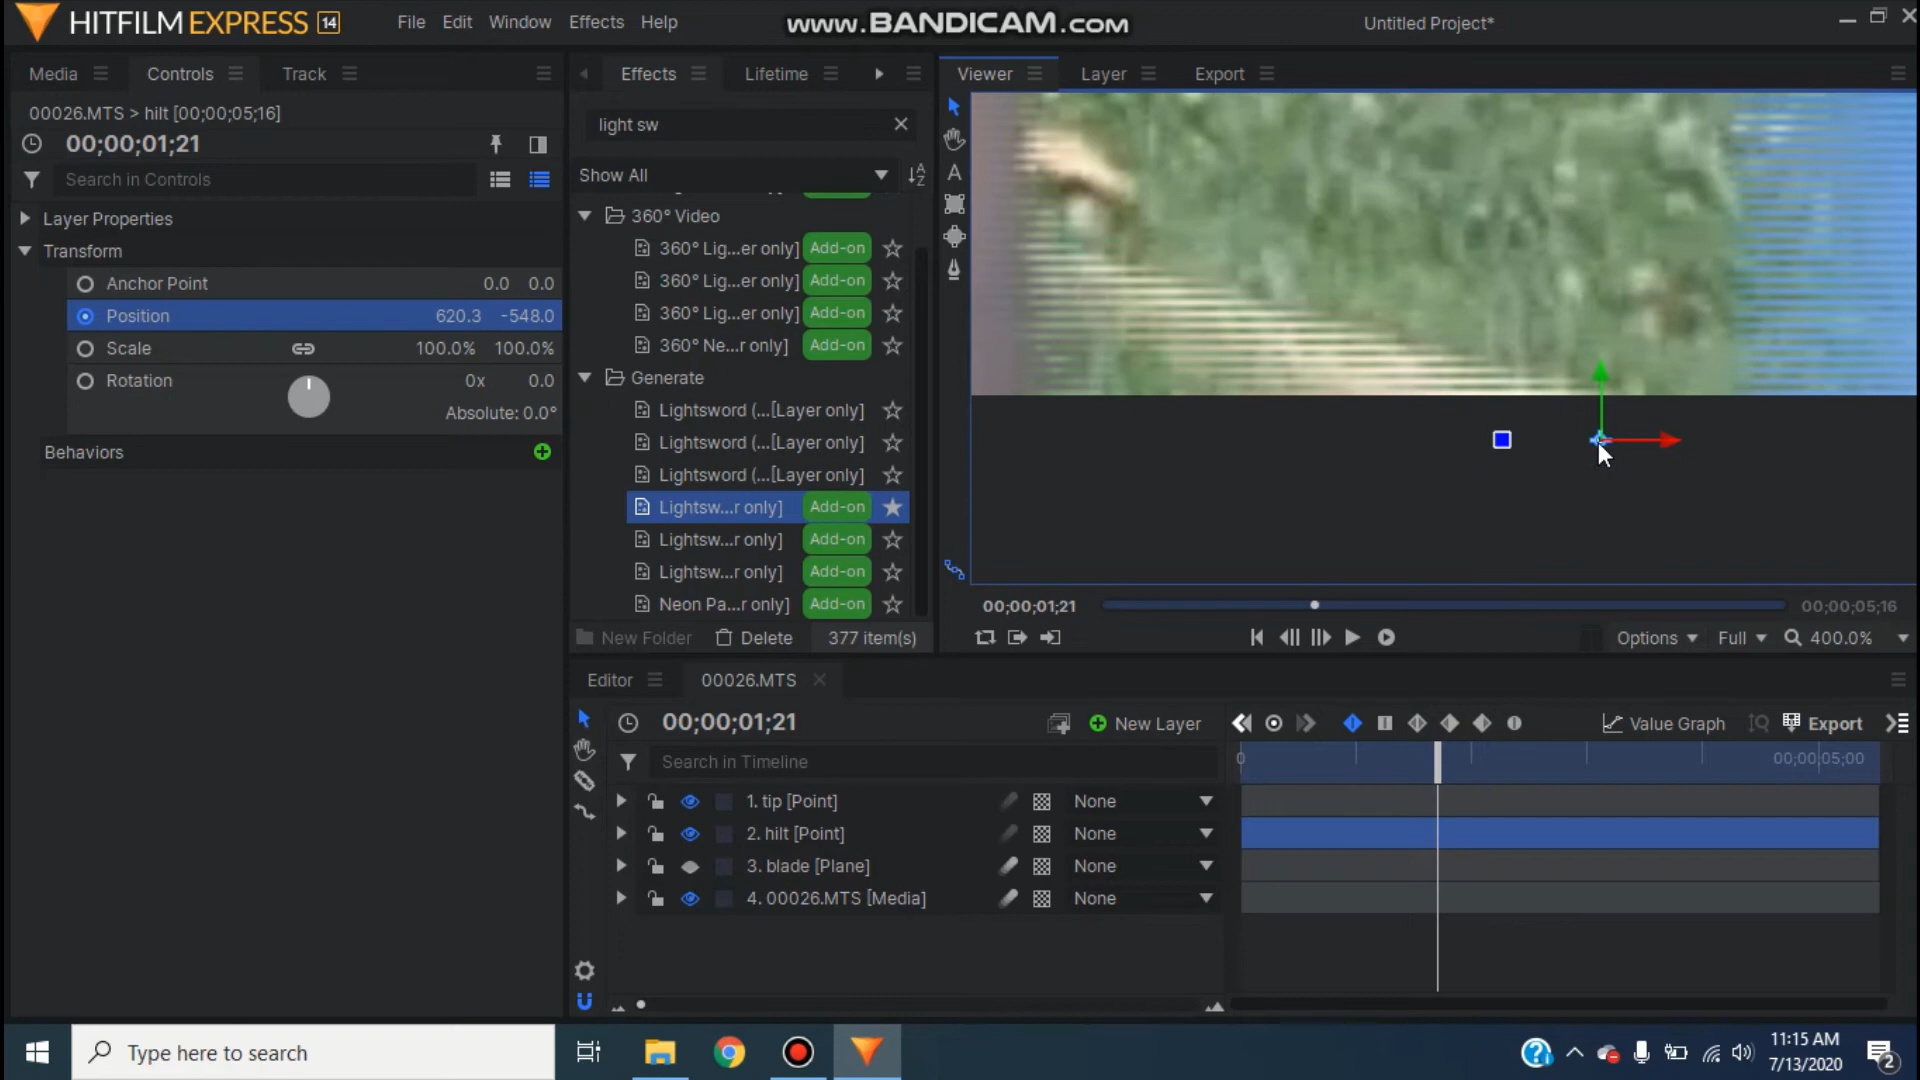 HITFILM EXPRESS 14
File Edit Window Effects Help
www.BANDICAM.com
Untitled Project*
Media
Controls
Track
00026.MTS > hilt [00;00;05;16]
00;00;01;21
Search in Controls
Layer Properties
Transform
Anchor Point 0.0 0.0
Position 620.3 -548.0
Scale 100.0% 100.0%
Rotation 0x 0.0
Absolute: 0.0°
Behaviors
Effects
Lifetime
light sw
Show All
360° Video
360° Lig...er only] Add-on
360° Lig...er only] Add-on
360° Lig...er only] Add-on
360° Ne...r only] Add-on
Generate
Lightsword (...[Layer only]
Lightsword (...[Layer only]
Lightsword (...[Layer only]
Lightsw...r only] Add-on
Lightsw...r only] Add-on
Lightsw...r only] Add-on
Neon Pa...r only] Add-on
New Folder Delete 377 item(s)
Viewer
Layer
Export
00;00;01;21
00;00;05;16
Options Full 400.0%
Editor
00026.MTS
00;00;01;21
New Layer
Value Graph
Export
Search in Timeline
0
00;00;05;00
1. tip [Point] None
2. hilt [Point] None
3. blade [Plane] None
4. 00026.MTS [Media] None
Type here to search
11:15 AM
7/13/2020
2